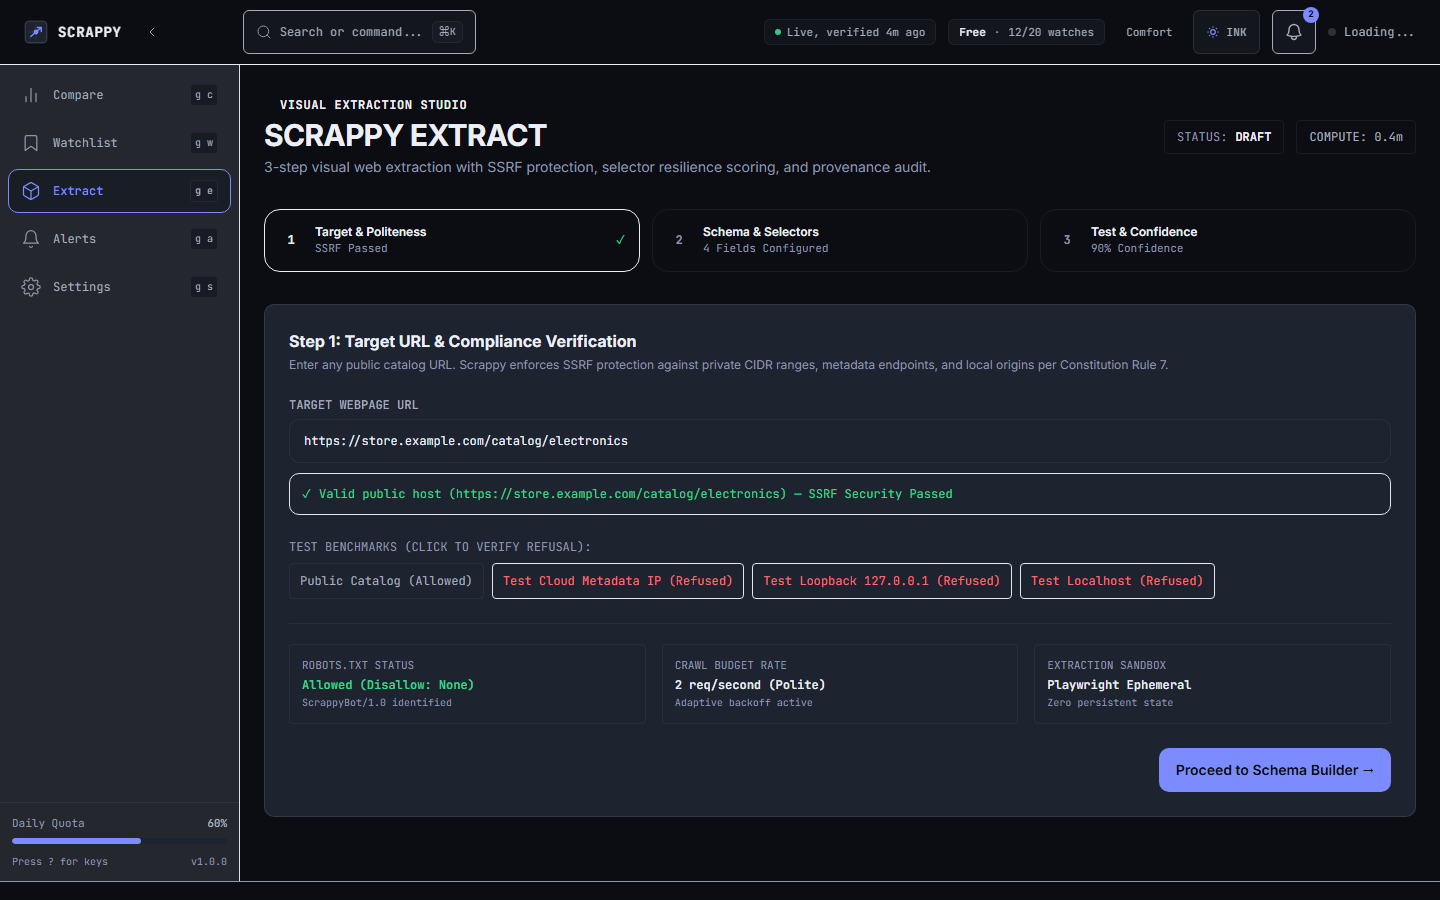 SCRAPPY
Search or command... ⌘K
Live, verified 4m ago
Free · 12/20 watches
Comfort
INK
2
Loading...
Compare g c
Watchlist g w
Extract g e
Alerts g a
Settings g s
Daily Quota 60%
Press ? for keys v1.0.0
VISUAL EXTRACTION STUDIO
SCRAPPY EXTRACT
3-step visual web extraction with SSRF protection, selector resilience scoring, and provenance audit.
STATUS: DRAFT
COMPUTE: 0.4m
1 Target & Politeness ✓
SSRF Passed
2 Schema & Selectors
4 Fields Configured
3 Test & Confidence
90% Confidence
Step 1: Target URL & Compliance Verification
Enter any public catalog URL. Scrappy enforces SSRF protection against private CIDR ranges, metadata endpoints, and local origins per Constitution Rule 7.
TARGET WEBPAGE URL
https://store.example.com/catalog/electronics
✓ Valid public host (https://store.example.com/catalog/electronics) — SSRF Security Passed
TEST BENCHMARKS (CLICK TO VERIFY REFUSAL):
Public Catalog (Allowed)
Test Cloud Metadata IP (Refused)
Test Loopback 127.0.0.1 (Refused)
Test Localhost (Refused)
ROBOTS.TXT STATUS
Allowed (Disallow: None)
ScrappyBot/1.0 identified
CRAWL BUDGET RATE
2 req/second (Polite)
Adaptive backoff active
EXTRACTION SANDBOX
Playwright Ephemeral
Zero persistent state
Proceed to Schema Builder →